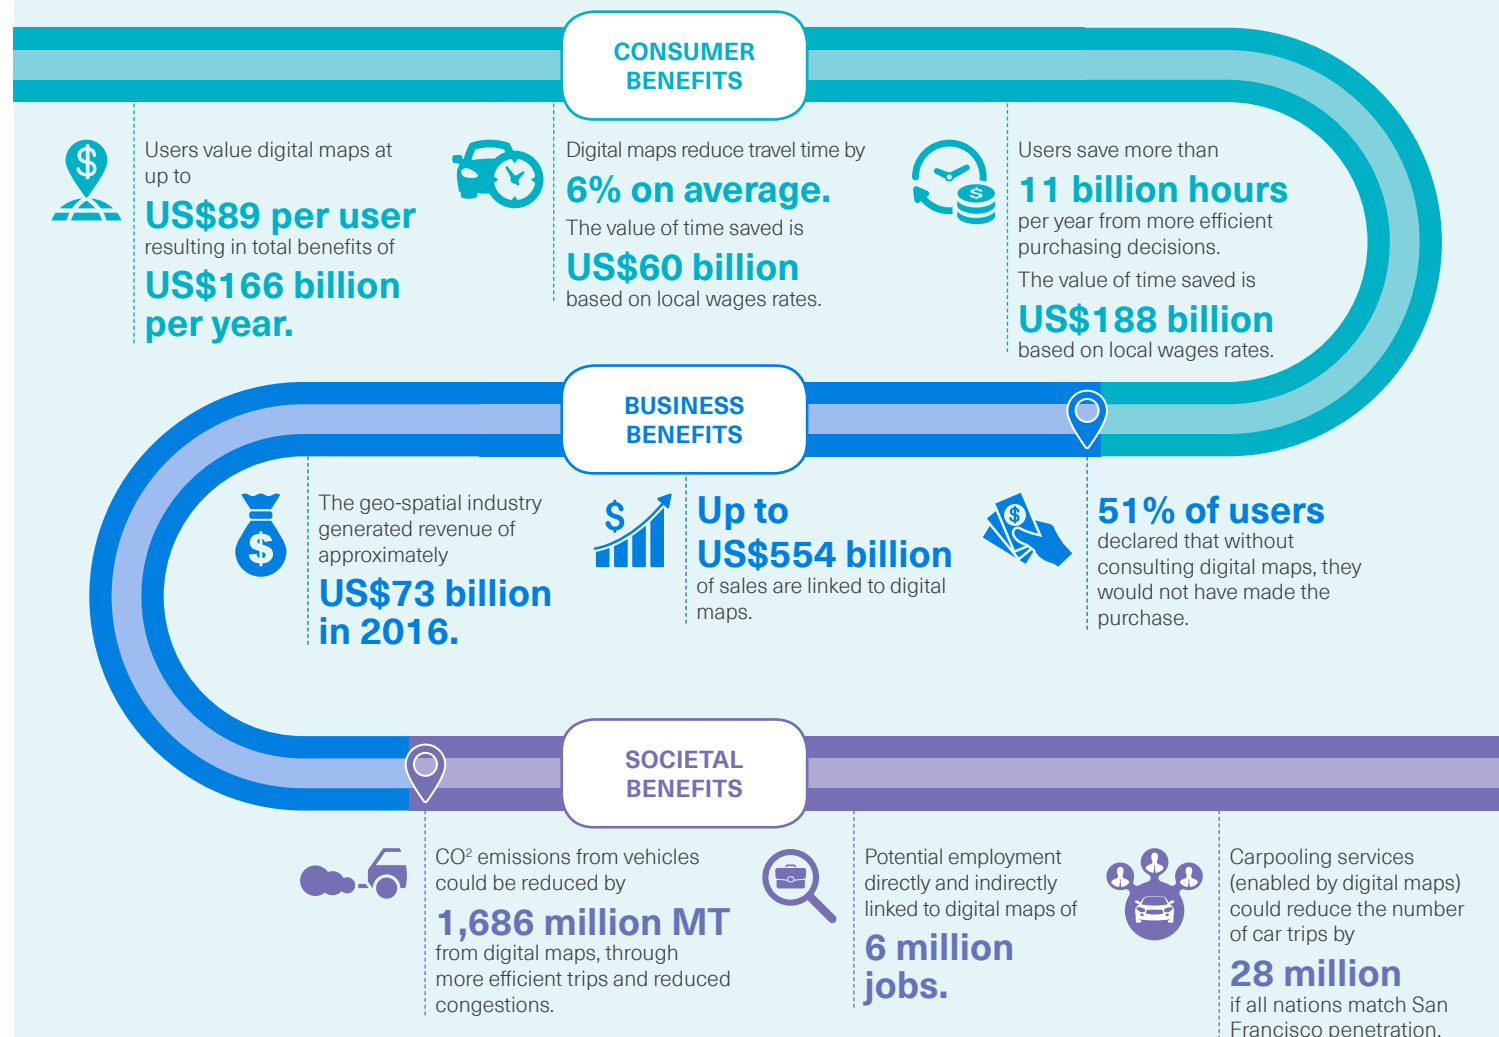 CONSUMER
BENEFITS
Users value digital maps at
up to
US$89 per user
resulting in total benefits of
US$166 billion
per year.
Digital maps reduce travel time by
6% on average.
The value of time saved is
US$60 billion
based on local wages rates.
Users save more than
11 billion hours
per year from more efficient
purchasing decisions.
The value of time saved is
US$188 billion
based on local wages rates.
BUSINESS
BENEFITS
The geo-spatial industry
generated revenue of
approximately
US$73 billion
in 2016.
Up to
US$554 billion
of sales are linked to digital
maps.
51% of users
declared that without
consulting digital maps, they
would not have made the
purchase.
SOCIETAL
BENEFITS
CO² emissions from vehicles
could be reduced by
1,686 million MT
from digital maps, through
more efficient trips and reduced
congestions.
Potential employment
directly and indirectly
linked to digital maps of
6 million
jobs.
Carpooling services
(enabled by digital maps)
could reduce the number
of car trips by
28 million
if all nations match San
Francisco penetration.